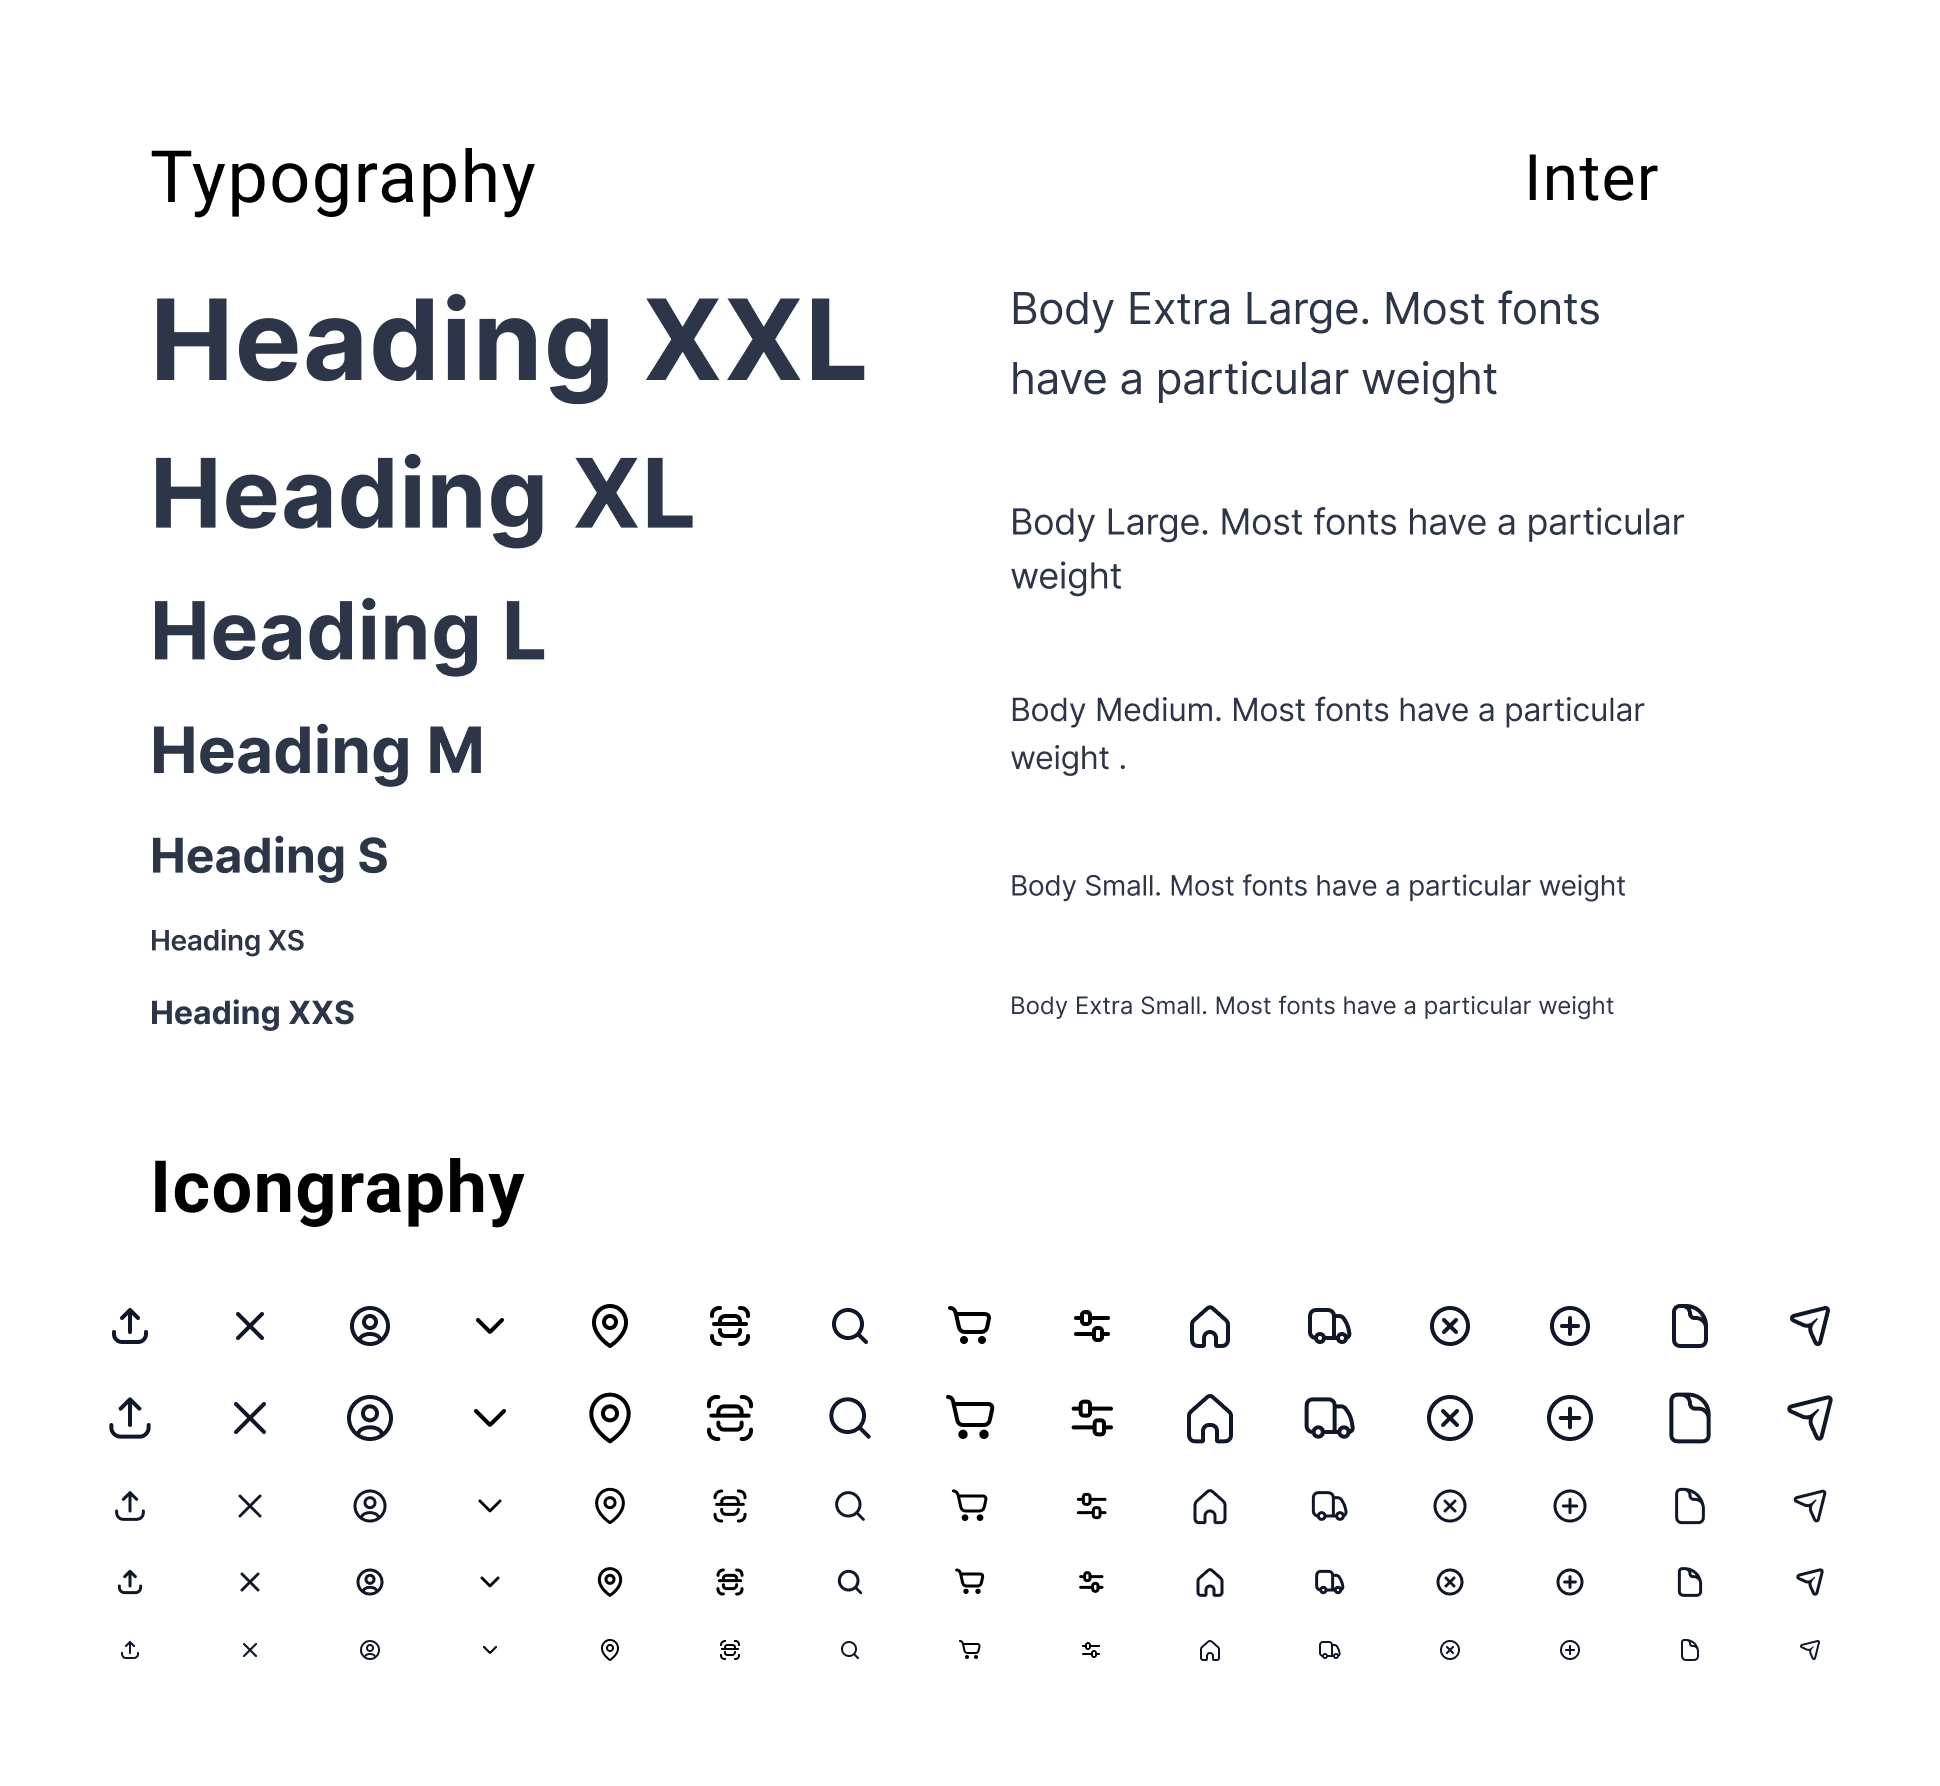 Typography
Inter
Heading XXL
Heading XL
Heading L
Heading M
Heading S
Heading XS
Heading XXS
Body Extra Large. Most fonts
have a particular weight
Body Large. Most fonts have a particular
weight
Body Medium. Most fonts have a particular
weight .
Body Small. Most fonts have a particular weight
Body Extra Small. Most fonts have a particular weight
Icongraphy